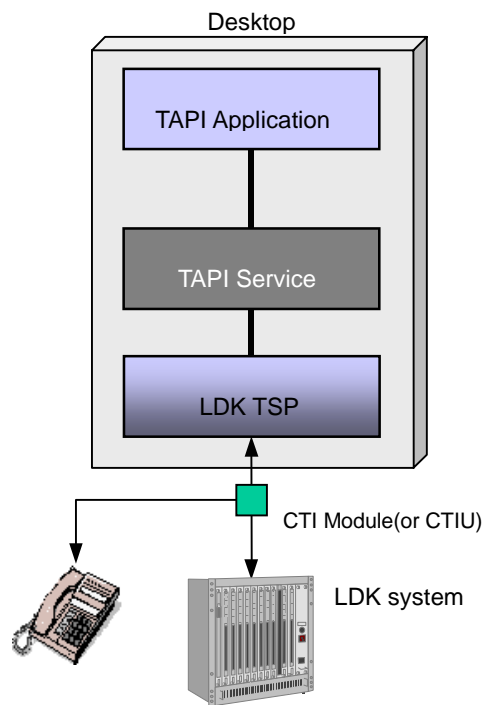 Desktop
TAPI Application
TAPI Service
LDK TSP
CTI Module(or CTIU)
LDK system